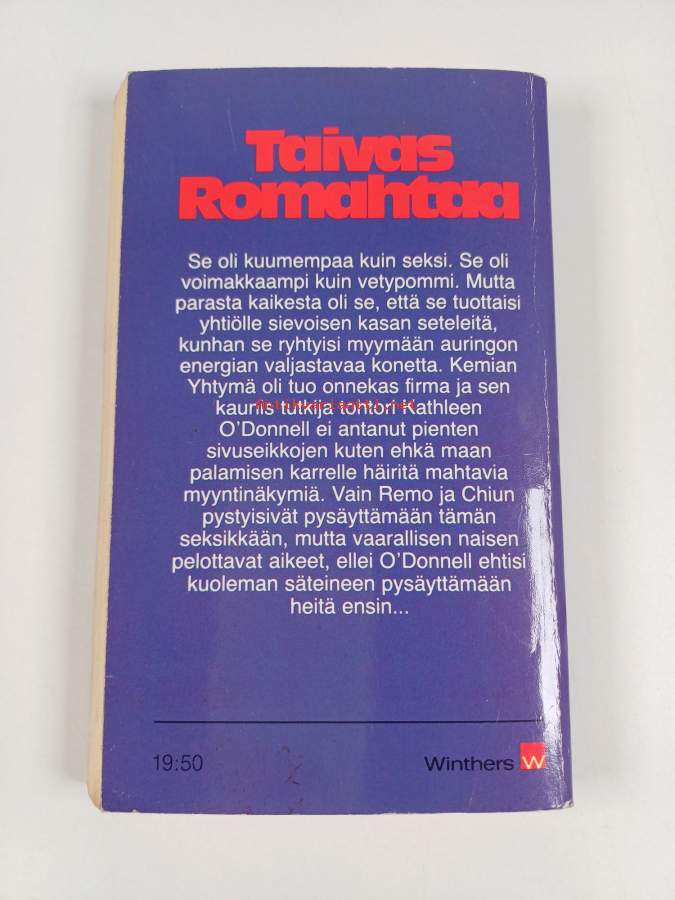 Taivas
Romahtaa
Se oli kuumempaa kuin seksi. Se oli
voimakkaampi kuin vetypommi. Mutta
parasta kaikesta oli se, että se tuottaisi
yhtiölle sievoisen kasan seteleitä,
kunhan se ryhtyisi myymään auringon
energian valjastavaa konetta. Kemian
Yhtymä oli tuo onnekas firma ja sen
kaunis tutkija tohtori Kathleen
O'Donnell ei antanut pienten
sivuseikkojen kuten ehkä maan
palamisen karrelle häiritä mahtavia
myyntinäkymiä. Vain Remo ja Chiun
pystyisivät pysäyttämään tämän
seksikkään, mutta vaarallisen naisen
pelottavat aikeet, ellei O'Donnell ehtisi
kuoleman säteineen pysäyttämään
heitä ensin...
19:50
Winthers W